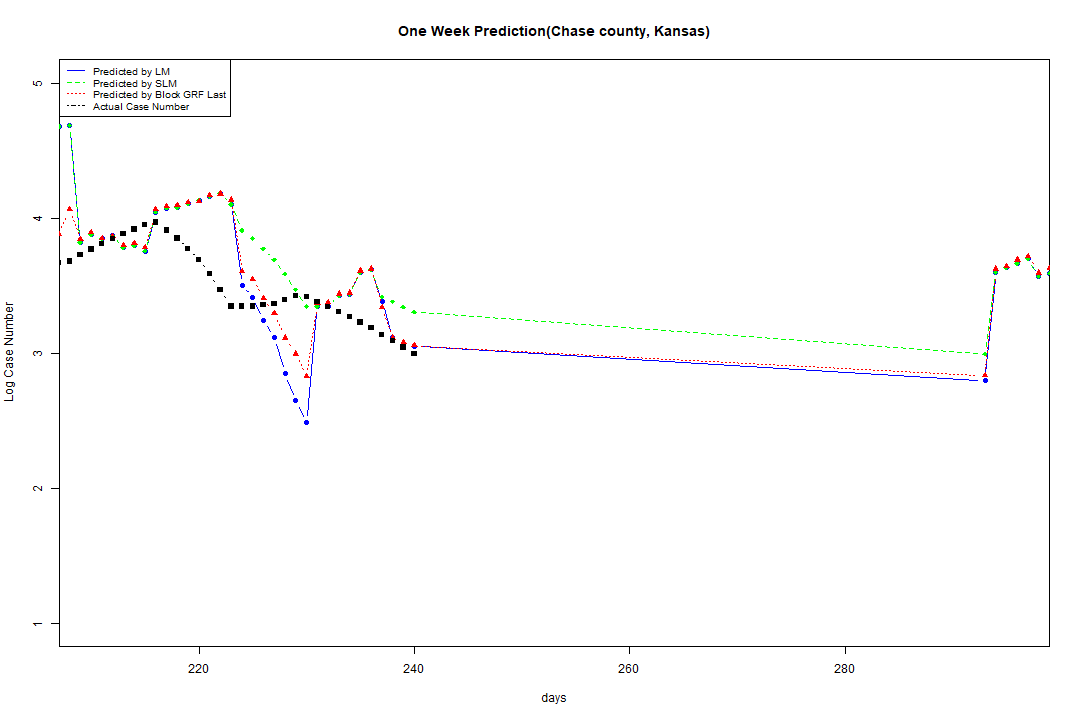 One Week Prediction(Chase county, Kansas)
Predicted by LM
Predicted by SLM
Predicted by Block GRF Last
Actual Case Number
5
4
3
2
1
Log Case Number
220 240 260 280
days